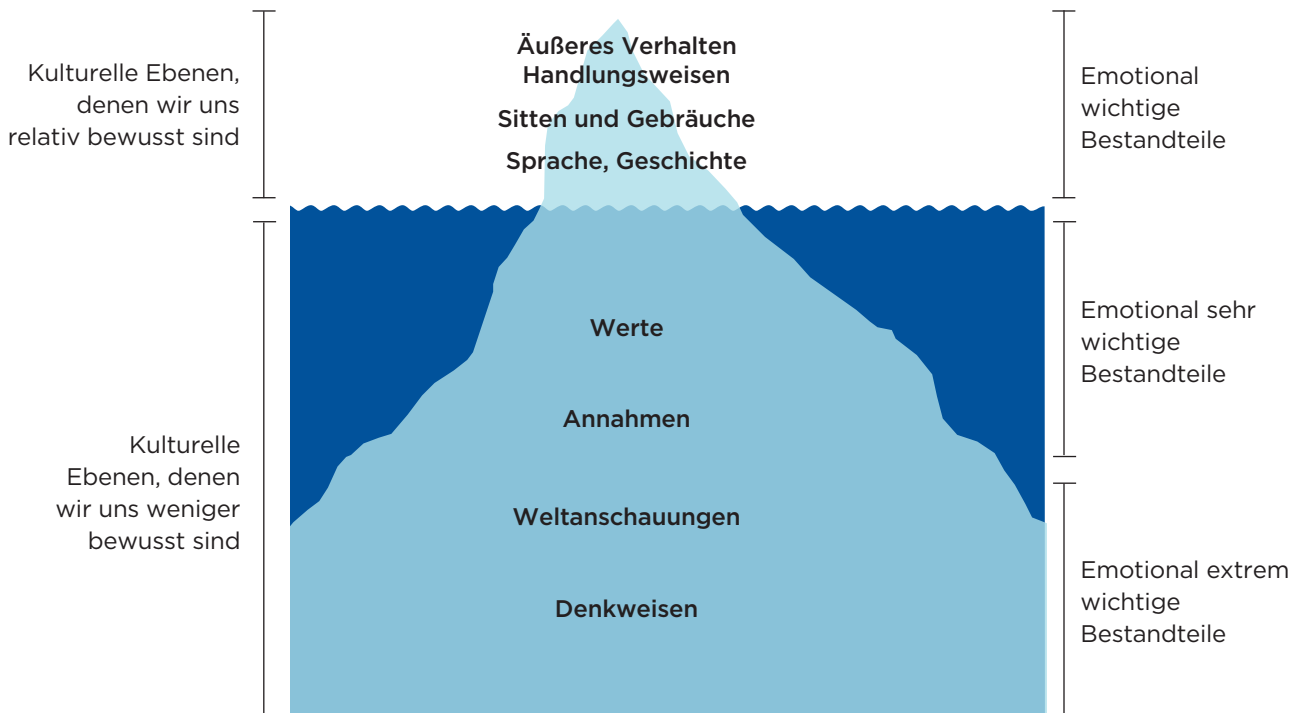 Kulturelle Ebenen,
denen wir uns
relativ bewusst sind
Äußeres Verhalten
Handlungsweisen
Sitten und Gebräuche
Sprache, Geschichte
Emotional
wichtige
Bestandteile
Kulturelle
Ebenen, denen
wir uns weniger
bewusst sind
Werte
Annahmen
Weltanschauungen
Denkweisen
Emotional sehr
wichtige
Bestandteile
Emotional extrem
wichtige
Bestandteile